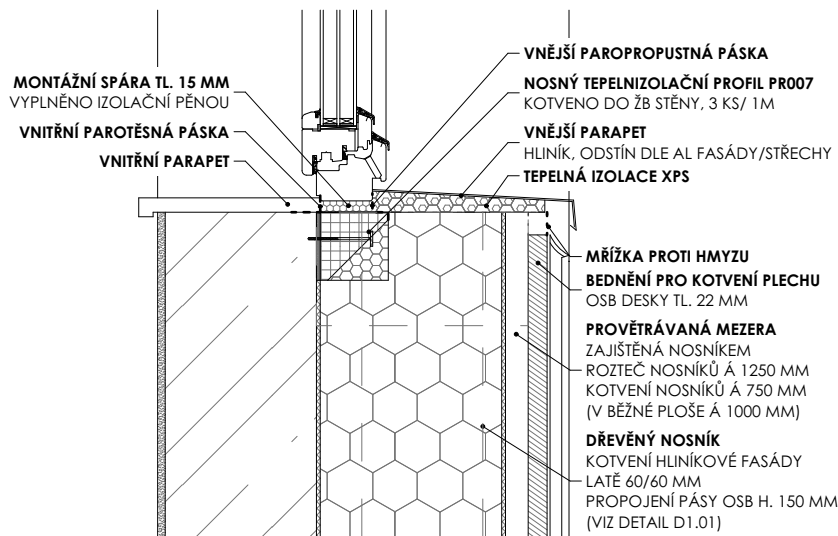 MONTÁŽNÍ SPÁRA TL. 15 MM
VYPLNĚNO IZOLAČNÍ PĚNOU
VNITŘNÍ PAROTĚSNÁ PÁSKA
VNITŘNÍ PARAPET
VNĚJŠÍ PAROPROPUSTNÁ PÁSKA
NOSNÝ TEPELNIZOLAČNÍ PROFIL PR007
KOTVENO DO ŽB STĚNY, 3 KS/ 1M
VNĚJŠÍ PARAPET
HLINÍK, ODSTÍN DLE AL FASÁDY/STŘECHY
TEPELNÁ IZOLACE XPS
MŘÍŽKA PROTI HMYZU
BEDNĚNÍ PRO KOTVENÍ PLECHU
OSB DESKY TL. 22 MM
PROVĚTRÁVANÁ MEZERA
ZAJIŠTĚNÁ NOSNÍKEM
ROZTEČ NOSNÍKŮ Á 1250 MM
KOTVENÍ NOSNÍKŮ Á 750 MM
(V BĚŽNÉ PLOŠE Á 1000 MM)
DŘEVĚNÝ NOSNÍK
KOTVENÍ HLINÍKOVÉ FASÁDY
LATĚ 60/60 MM
PROPOJENÍ PÁSY OSB H. 150 MM
(VIZ DETAIL D1.01)